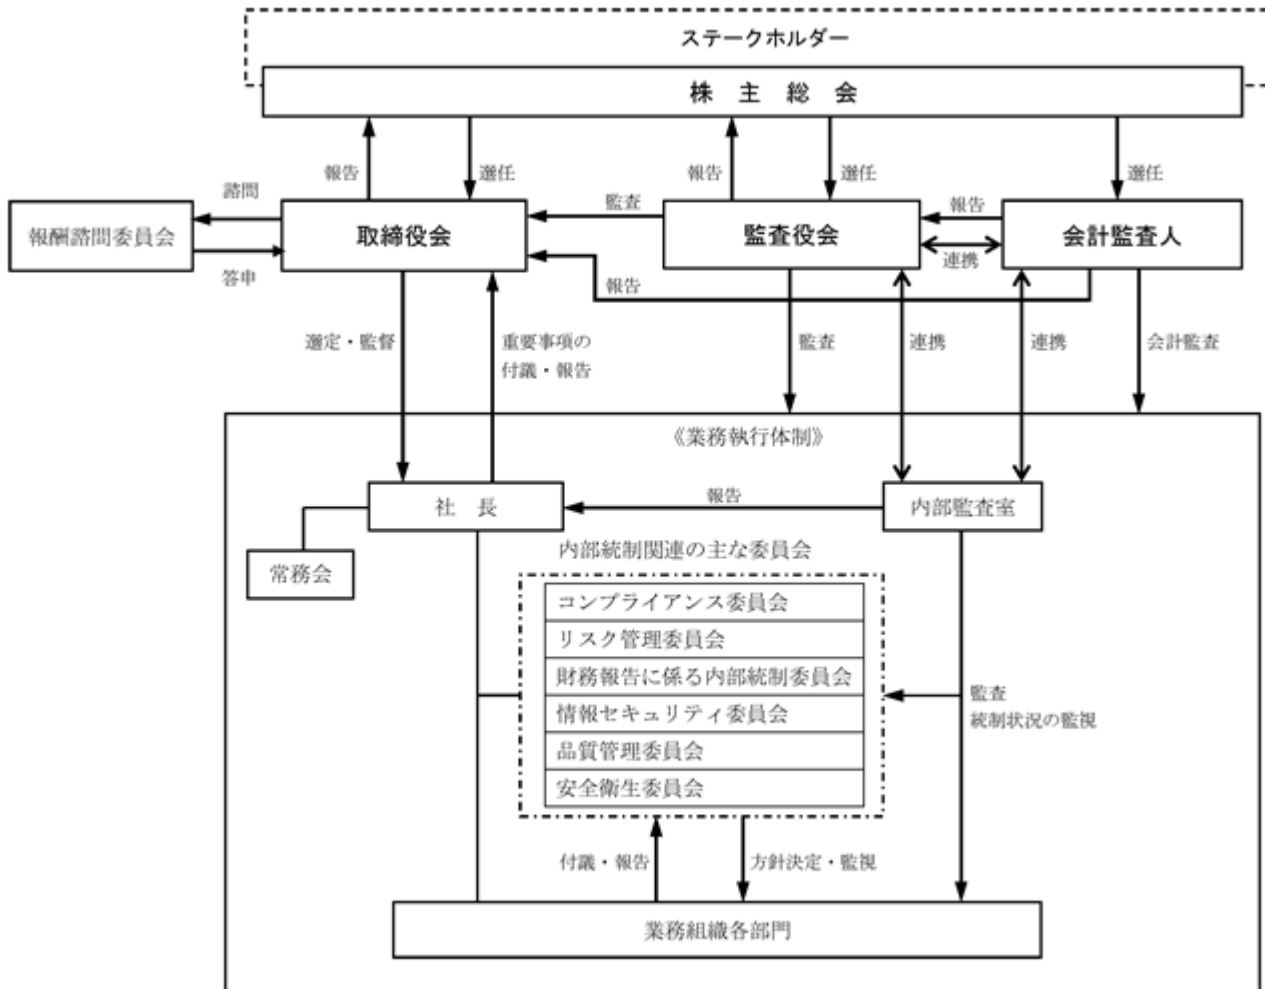 ステークホルダー
株 主 総 会
報告
選任
報告
選任
選任
諮問
監査
報告
報酬諮問委員会
取締役会
監査役会
会計監査人
答申
報告
連携
選定・監督
重要事項の
付議・報告
監査
連携
連携
会計監査
《業務執行体制》
社 長
報告
内部監査室
常務会
内部統制関連の主な委員会
コンプライアンス委員会
リスク管理委員会
財務報告に係る内部統制委員会
情報セキュリティ委員会
品質管理委員会
安全衛生委員会
監査
統制状況の監視
付議・報告
方針決定・監視
業務組織各部門